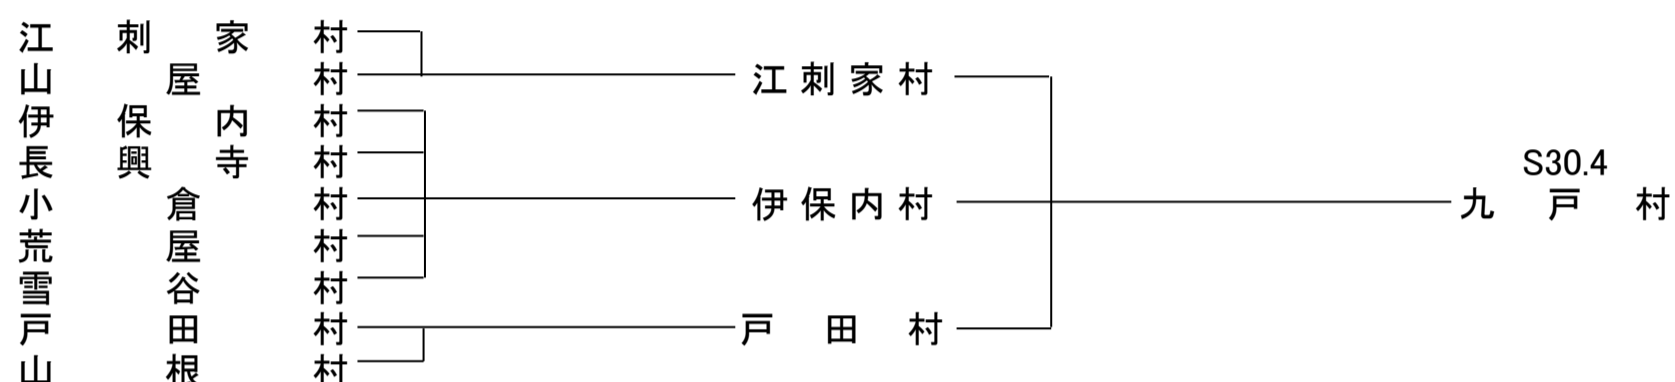 江刺家村
山屋村
江刺家村
伊保内村
長興寺村
S30.4
小倉村
伊保内村
九戸村
荒屋村
雪谷村
戸田村
戸田村
山根村